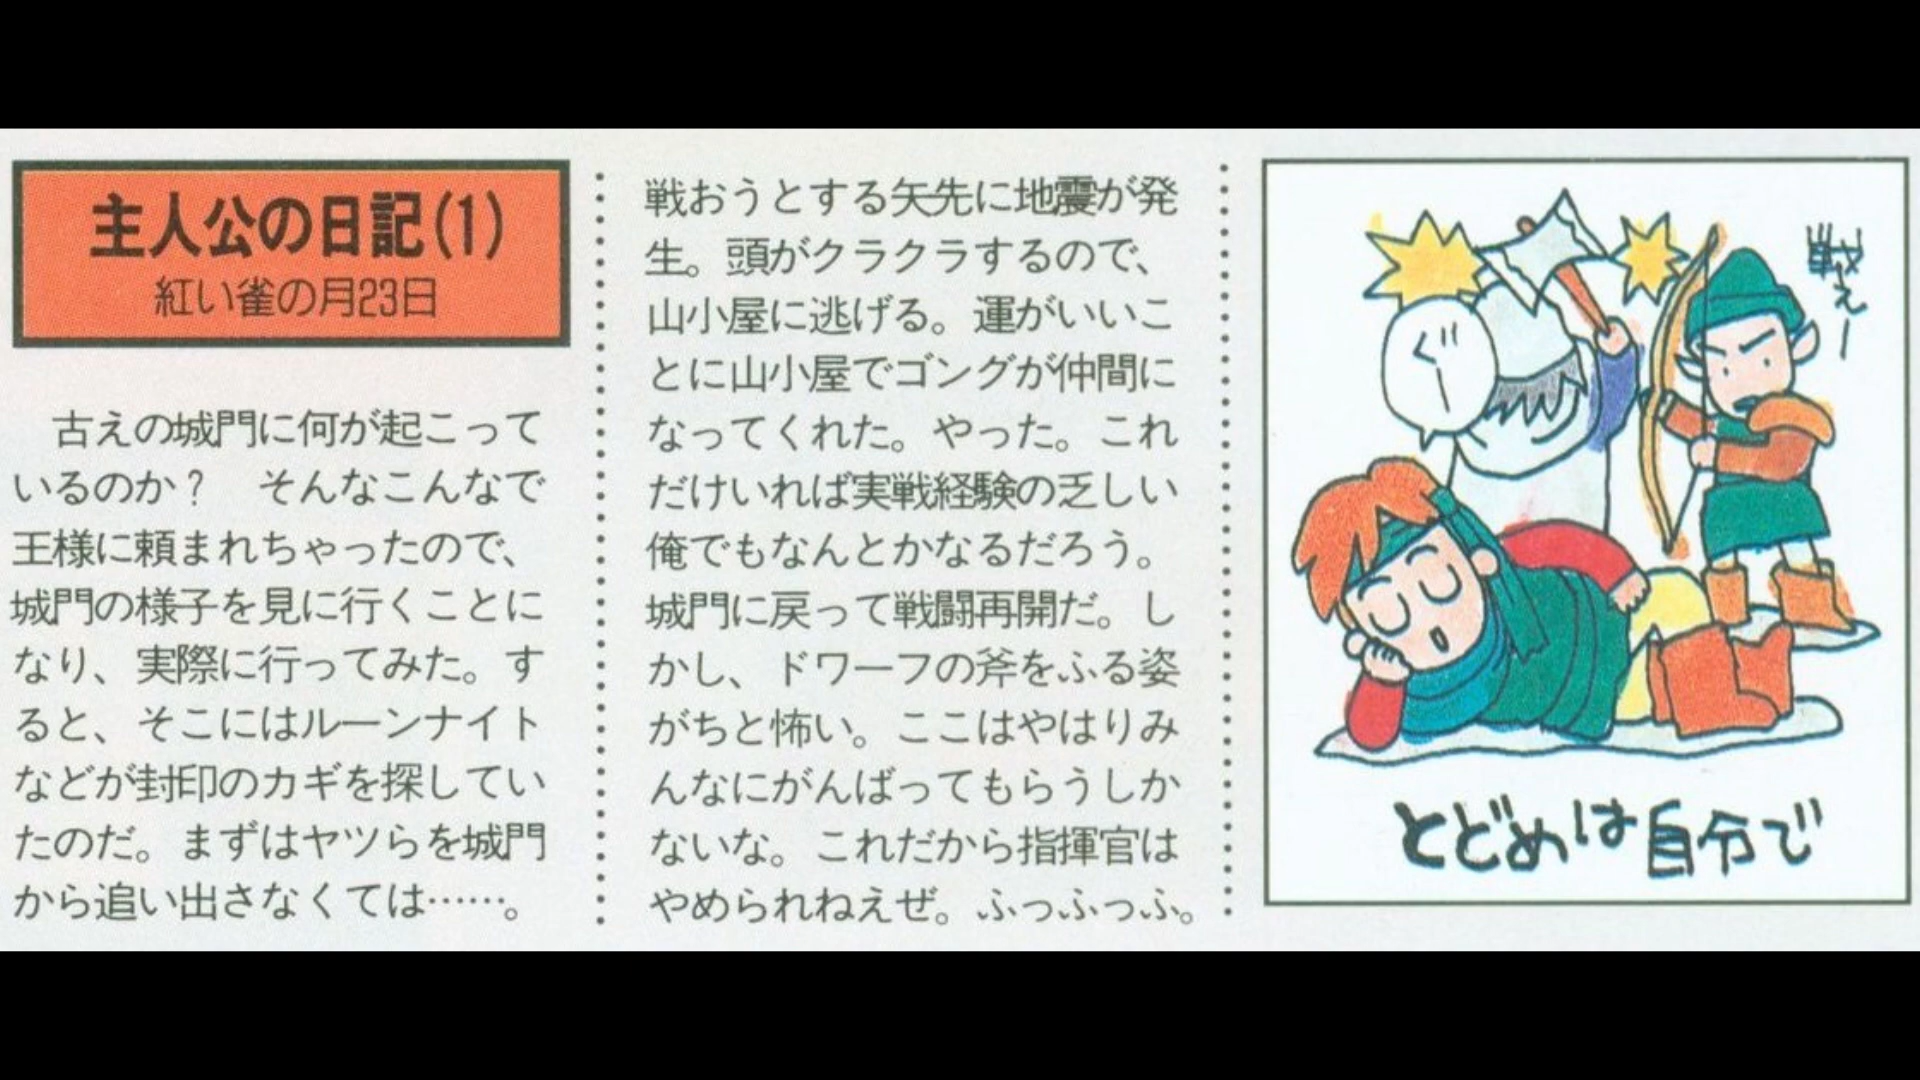 主人公の日記(1)
紅い雀の月23日
古えの城門に何が起こって
いるのか？　そんなこんなで
王様に頼まれちゃったので、
城門の様子を見に行くことに
なり、実際に行ってみた。す
ると、そこにはルーンナイト
などが封印のカギを探してい
たのだ。まずはヤツらを城門
から追い出さなくては……。
戦おうとする矢先に地震が発
生。頭がクラクラするので、
山小屋に逃げる。運がいいこ
とに山小屋でゴングが仲間に
なってくれた。やった。これ
だけいれば実戦経験の乏しい
俺でもなんとかなるだろう。
城門に戻って戦闘再開だ。し
かし、ドワーフの斧をふる姿
がちと怖い。ここはやはりみ
んなにがんばってもらうしか
ないな。これだから指揮官は
やめられねえぜ。ふっふっふ。
戦えー
とどめは自分で